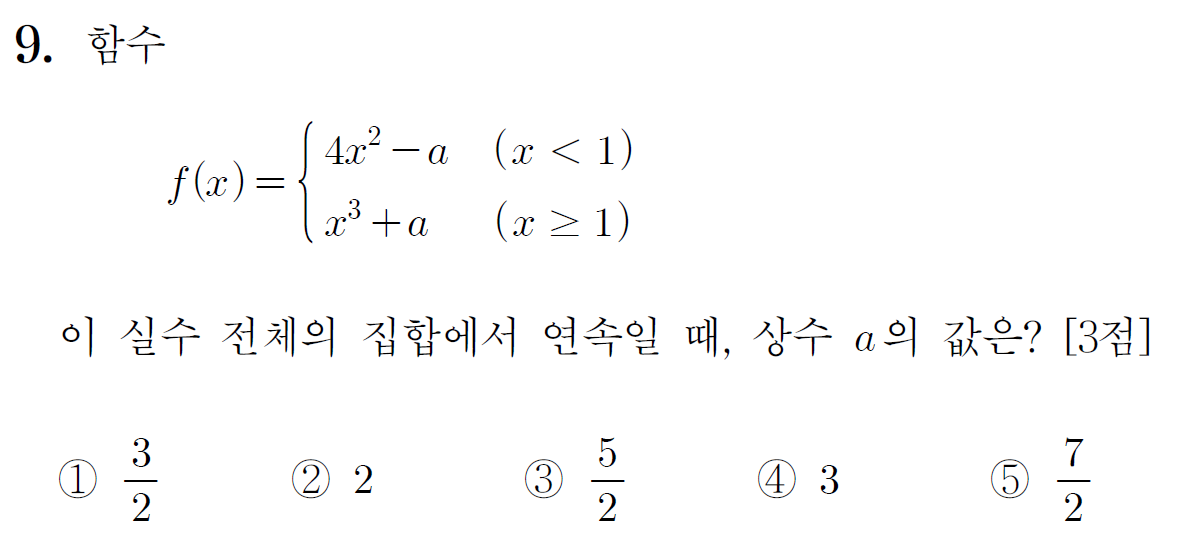 9. 함수
f(x) = { 4x² − a (x < 1)
x³ + a (x ≥ 1)
이 실수 전체의 집합에서 연속일 때, 상수 a의 값은? [3점]
① 3/2 ② 2 ③ 5/2 ④ 3 ⑤ 7/2